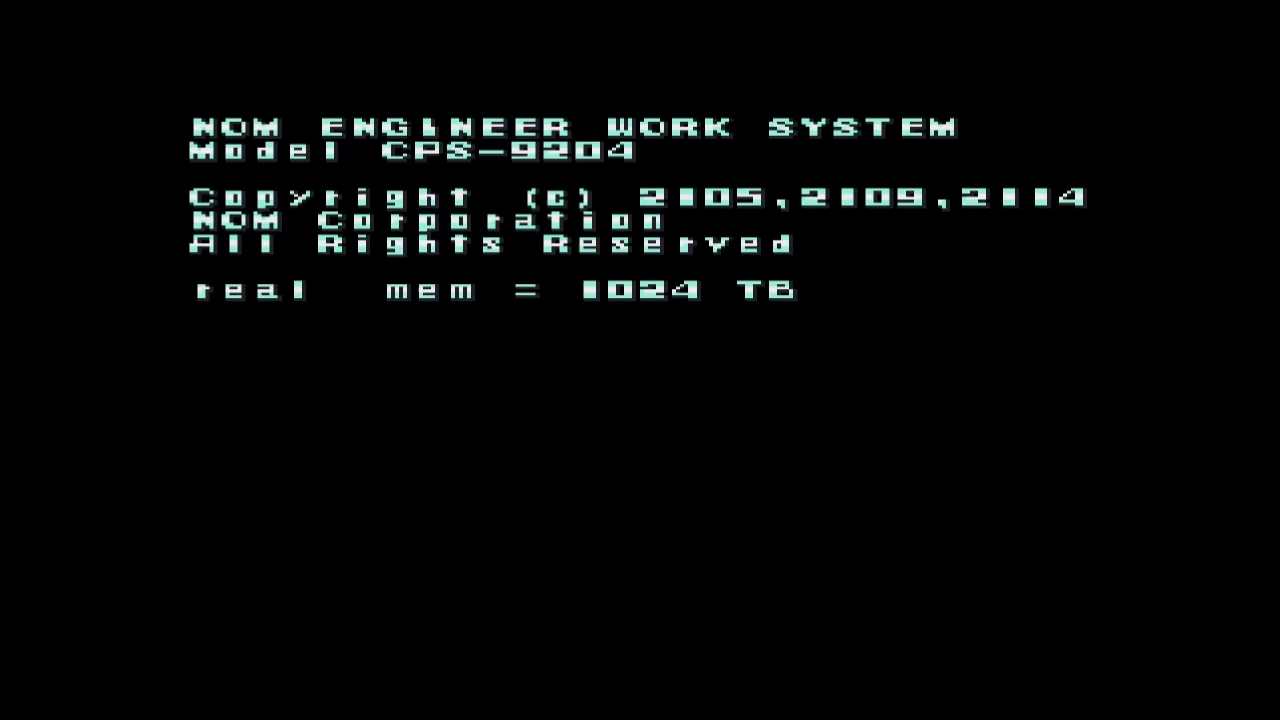 NOM ENGINEER WORK SYSTEM
Model CPS-9204
Copyright (c) 2105,2109,2114
NOM Corporation
All Rights Reserved
real mem = 1024 TB